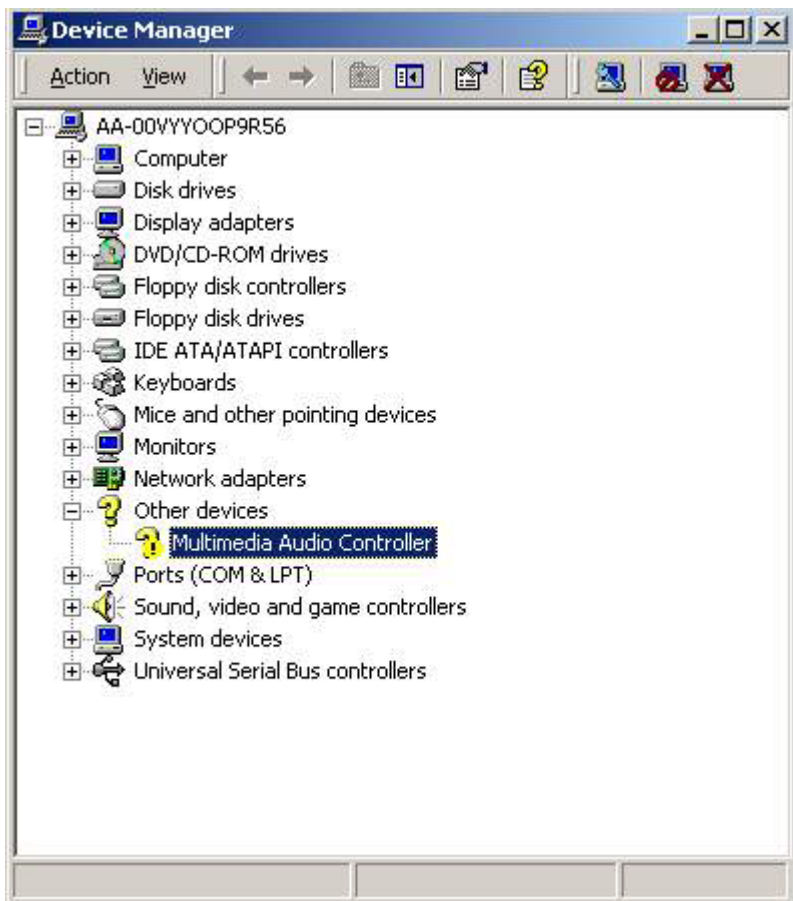 Device Manager
Action View
AA-00VYYOOP9R56
Computer
Disk drives
Display adapters
DVD/CD-ROM drives
Floppy disk controllers
Floppy disk drives
IDE ATA/ATAPI controllers
Keyboards
Mice and other pointing devices
Monitors
Network adapters
Other devices
Multimedia Audio Controller
Ports (COM & LPT)
Sound, video and game controllers
System devices
Universal Serial Bus controllers